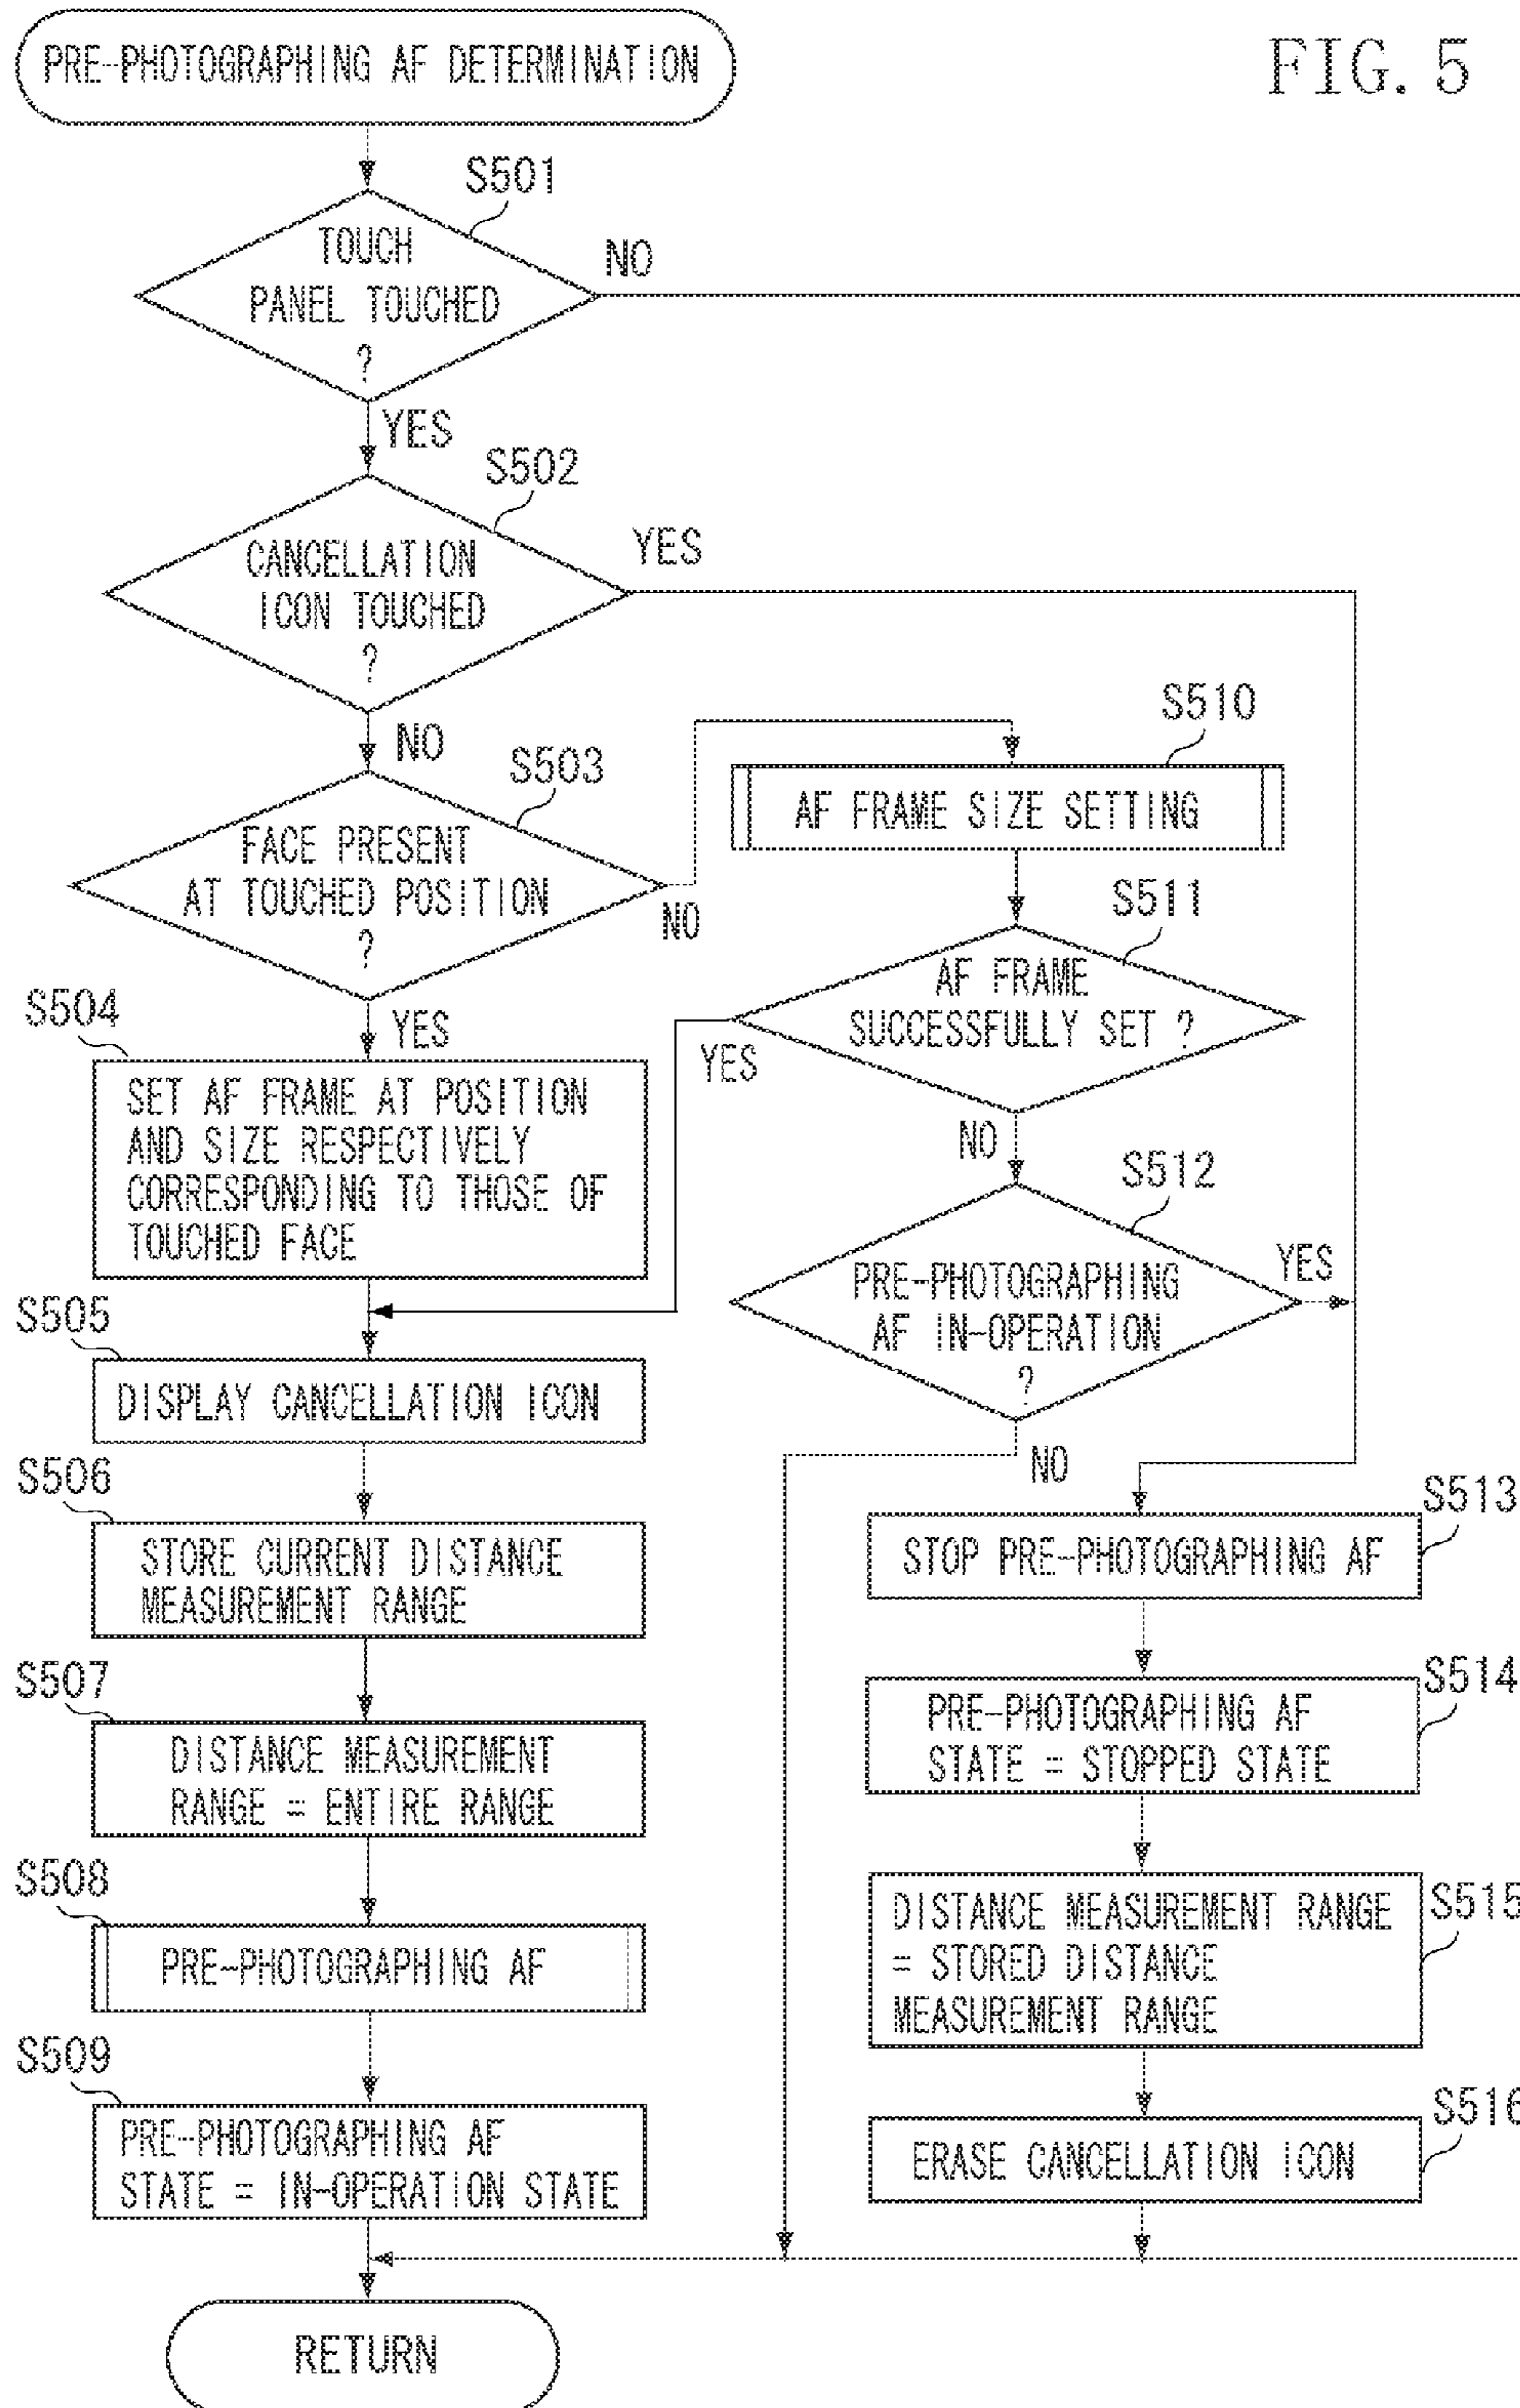 FIG. 5
PRE-PHOTOGRAPHING AF DETERMINATION
S501
TOUCH
PANEL TOUCHED
?
NO
YES
S502
CANCELLATION
ICON TOUCHED
?
YES
NO
S503
FACE PRESENT
AT TOUCHED POSITION
?
NO
YES
S504
SET AF FRAME AT POSITION
AND SIZE RESPECTIVELY
CORRESPONDING TO THOSE OF
TOUCHED FACE
S505
DISPLAY CANCELLATION ICON
S506
STORE CURRENT DISTANCE
MEASUREMENT RANGE
S507
DISTANCE MEASUREMENT
RANGE = ENTIRE RANGE
S508
PRE-PHOTOGRAPHING AF
S509
PRE-PHOTOGRAPHING AF
STATE = IN-OPERATION STATE
RETURN
S510
AF FRAME SIZE SETTING
S511
AF FRAME
SUCCESSFULLY SET ?
YES
NO
S512
PRE-PHOTOGRAPHING
AF IN-OPERATION
?
YES
NO
S513
STOP PRE-PHOTOGRAPHING AF
S514
PRE-PHOTOGRAPHING AF
STATE = STOPPED STATE
S515
DISTANCE MEASUREMENT RANGE
= STORED DISTANCE
MEASUREMENT RANGE
S516
ERASE CANCELLATION ICON